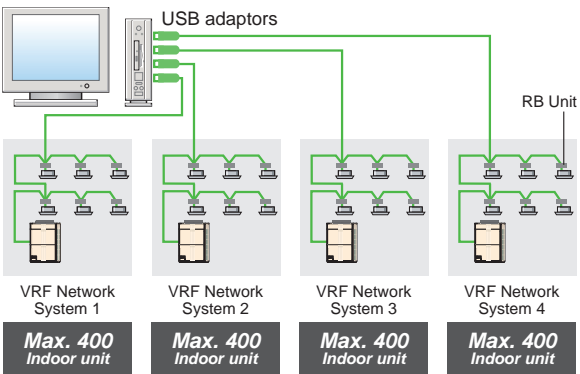 USB adaptors
RB Unit
VRF Network
System 1
VRF Network
System 2
VRF Network
System 3
VRF Network
System 4
Max. 400
Indoor unit
Max. 400
Indoor unit
Max. 400
Indoor unit
Max. 400
Indoor unit